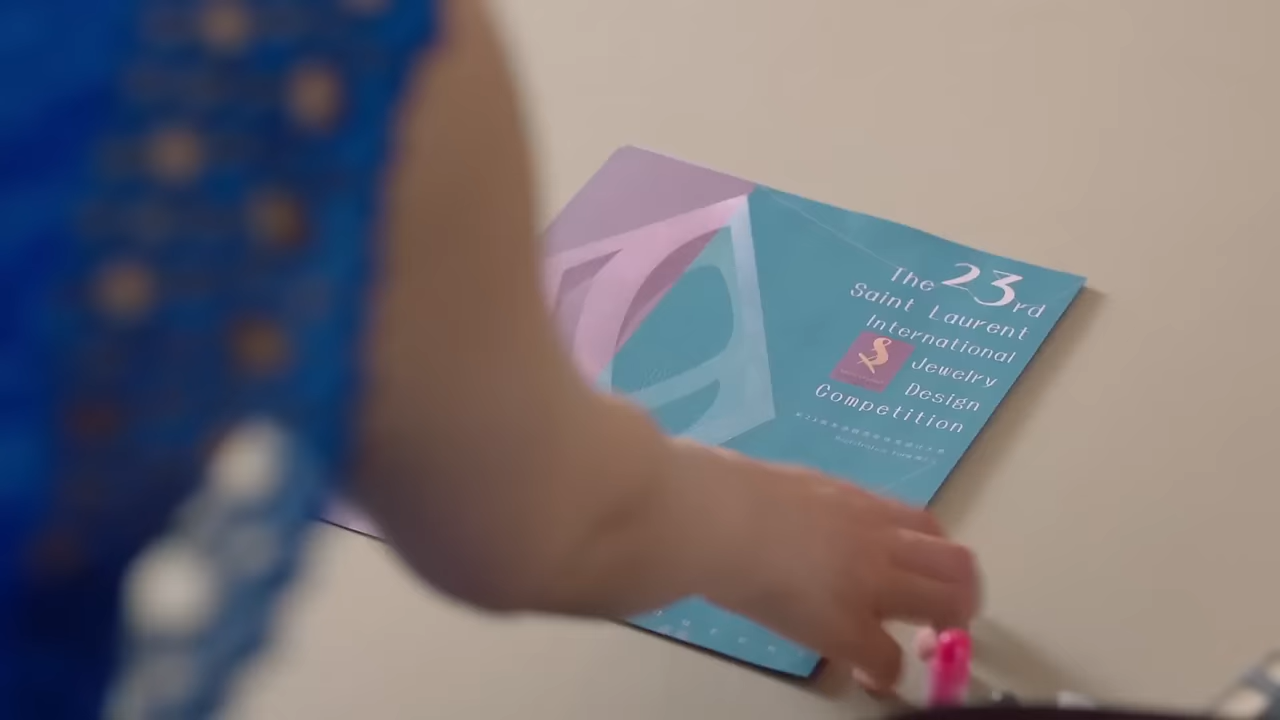 The 23rd
Saint Laurent
International
Jewelry
Design
Competition